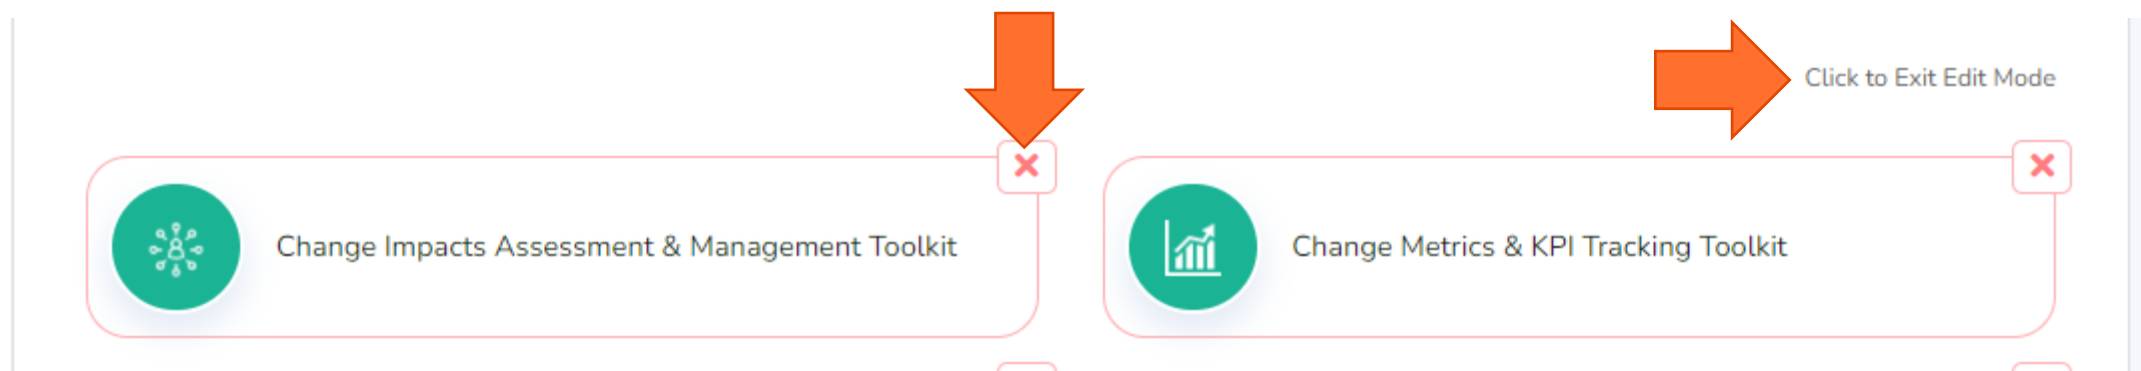 Click to Exit Edit Mode
Change Impacts Assessment & Management Toolkit
Change Metrics & KPI Tracking Toolkit